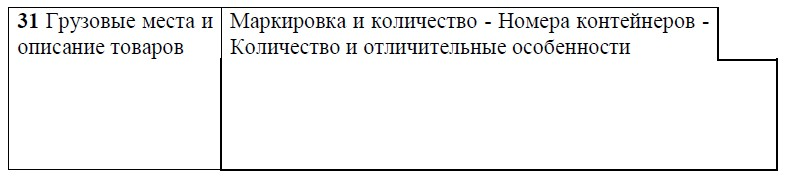 31 Грузовые места и
описание товаров
Маркировка и количество - Номера контейнеров -
Количество и отличительные особенности